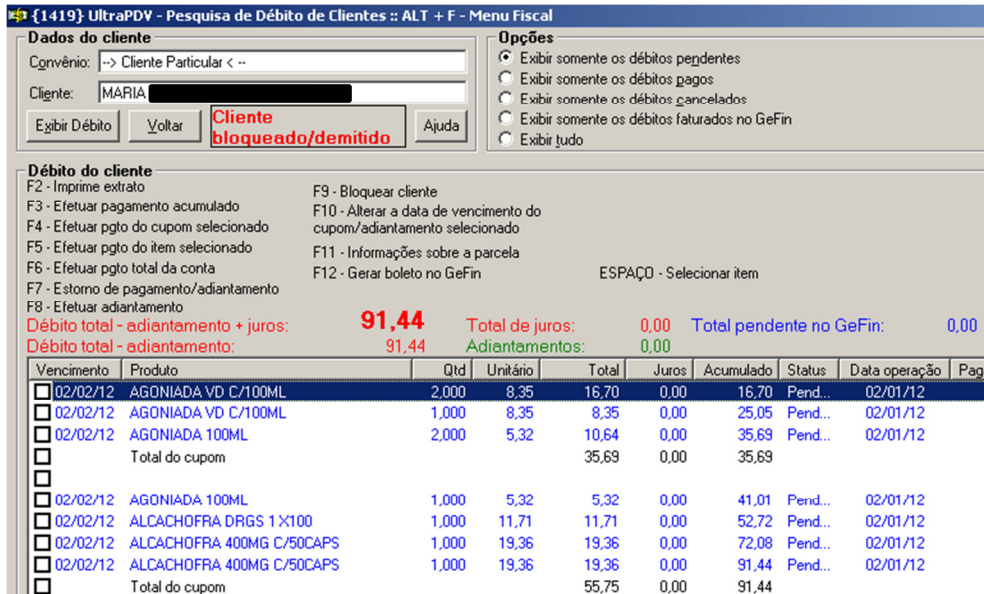 {1419} UltraPDV - Pesquisa de Débito de Clientes :: ALT + F - Menu Fiscal
Dados do cliente
Convênio: --> Cliente Particular < --
Cliente: MARIA
Exibir Débito Voltar Cliente bloqueado/demitido Ajuda
Opções
Exibir somente os débitos pendentes
Exibir somente os débitos pagos
Exibir somente os débitos cancelados
Exibir somente os débitos faturados no GeFin
Exibir tudo
Débito do cliente
F2 - Imprime extrato
F3 - Efetuar pagamento acumulado
F4 - Efetuar pgto do cupom selecionado
F5 - Efetuar pgto do item selecionado
F6 - Efetuar pgto total da conta
F7 - Estorno de pagamento/adiantamento
F8 - Efetuar adiantamento
F9 - Bloquear cliente
F10 - Alterar a data de vencimento do
cupom/adiantamento selecionado
F11 - Informações sobre a parcela
F12 - Gerar boleto no GeFin
ESPAÇO - Selecionar item
Débito total - adiantamento + juros: 91,44 Total de juros: 0,00 Total pendente no GeFin: 0,00
Débito total - adiantamento: 91,44 Adiantamentos: 0,00
Vencimento Produto Qtd Unitário Total Juros Acumulado Status Data operação Pag
02/02/12 AGONIADA VD C/100ML 2,000 8,35 16,70 0,00 16,70 Pend... 02/01/12
02/02/12 AGONIADA VD C/100ML 1,000 8,35 8,35 0,00 25,05 Pend... 02/01/12
02/02/12 AGONIADA 100ML 2,000 5,32 10,64 0,00 35,69 Pend... 02/01/12
Total do cupom 35,69 0,00 35,69
02/02/12 AGONIADA 100ML 1,000 5,32 5,32 0,00 41,01 Pend... 02/01/12
02/02/12 ALCACHOFRA DRGS 1 X100 1,000 11,71 11,71 0,00 52,72 Pend... 02/01/12
02/02/12 ALCACHOFRA 400MG C/50CAPS 1,000 19,36 19,36 0,00 72,08 Pend... 02/01/12
02/02/12 ALCACHOFRA 400MG C/50CAPS 1,000 19,36 19,36 0,00 91,44 Pend... 02/01/12
Total do cupom 55,75 0,00 91,44